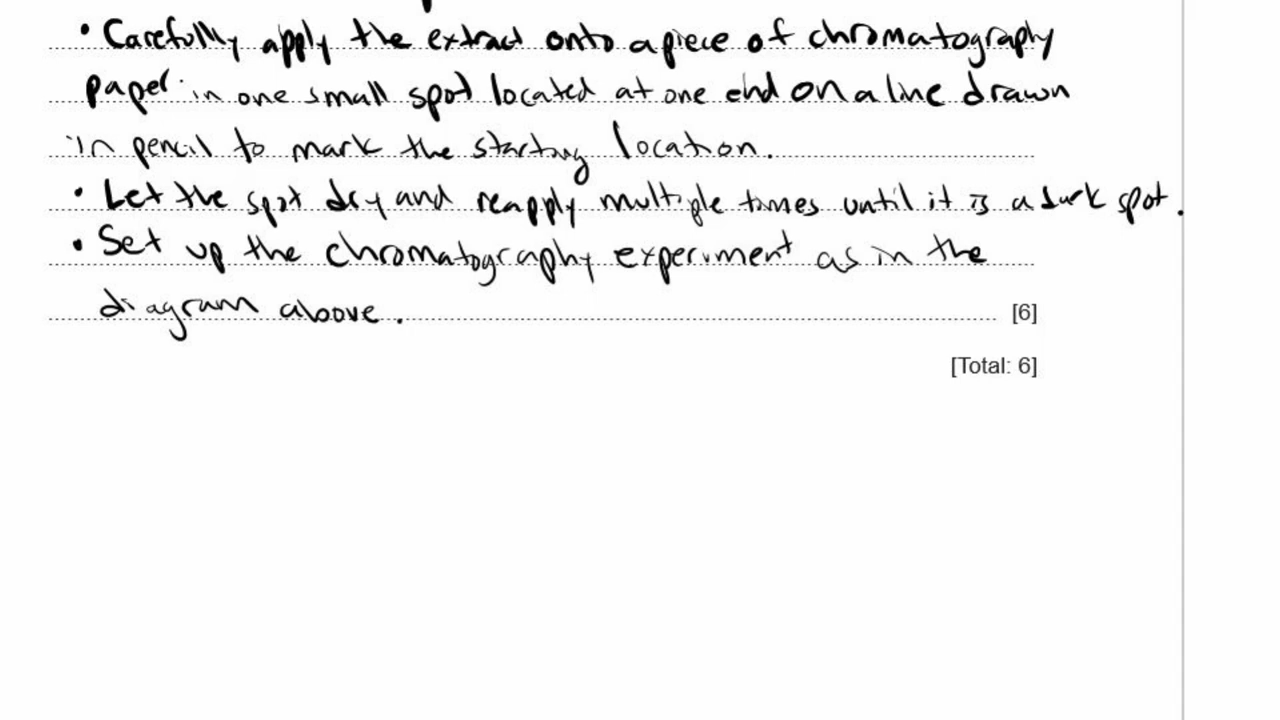 • Carefully apply the extract onto a piece of chromatography
paper in one small spot located at one end on a line drawn
in pencil to mark the starting location.
• Let the spot dry and reapply multiple times until it is a dark spot.
• Set up the chromatography experiment as in the
diagram above. [6]
[Total: 6]